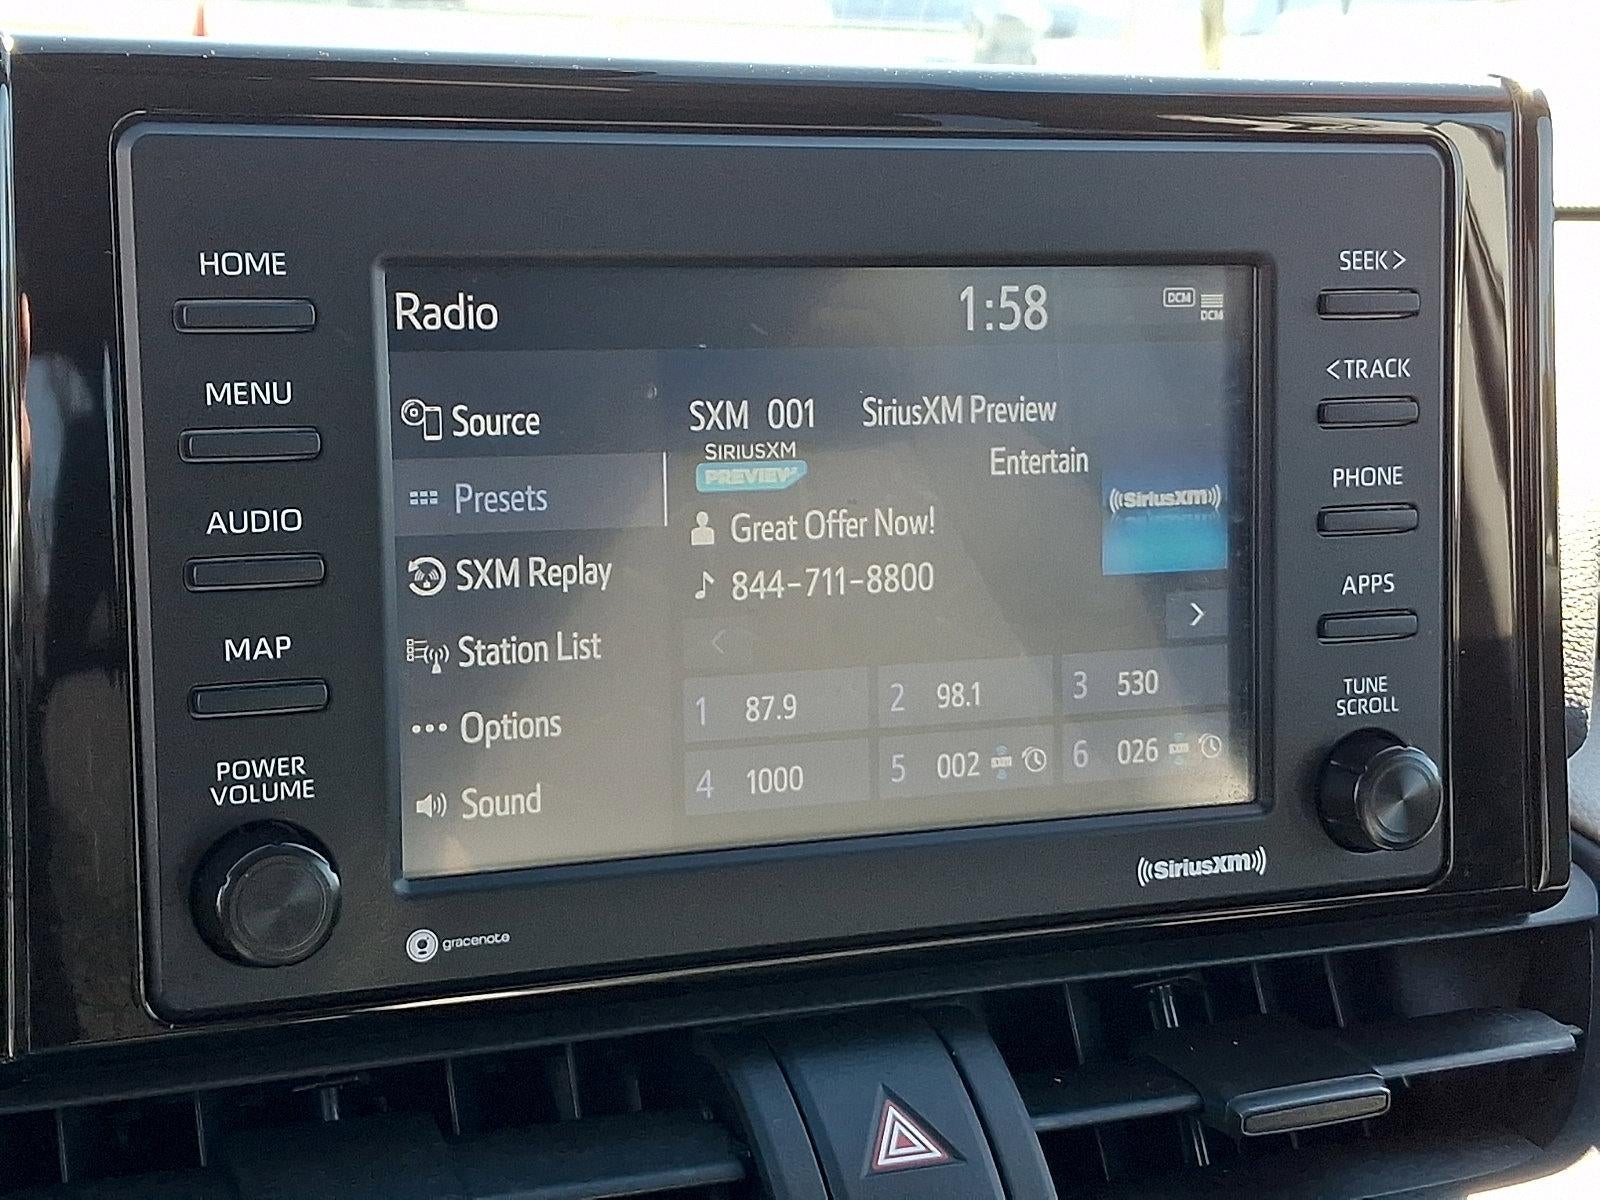 HOME
MENU
AUDIO
MAP
POWER
VOLUME
Radio
1:58
DCM
DCM
Source
Presets
SXM Replay
Station List
Options
Sound
SXM 001 SiriusXM Preview
SIRIUSXM
PREVIEW
Entertain
((SiriusXm))
Great Offer Now!
844-711-8800
<
>
1 87.9
2 98.1
3 530
4 1000
5 002 sxm
6 026 sxm
SEEK>
<TRACK
PHONE
APPS
TUNE
SCROLL
gracenote
((SiriusXm))